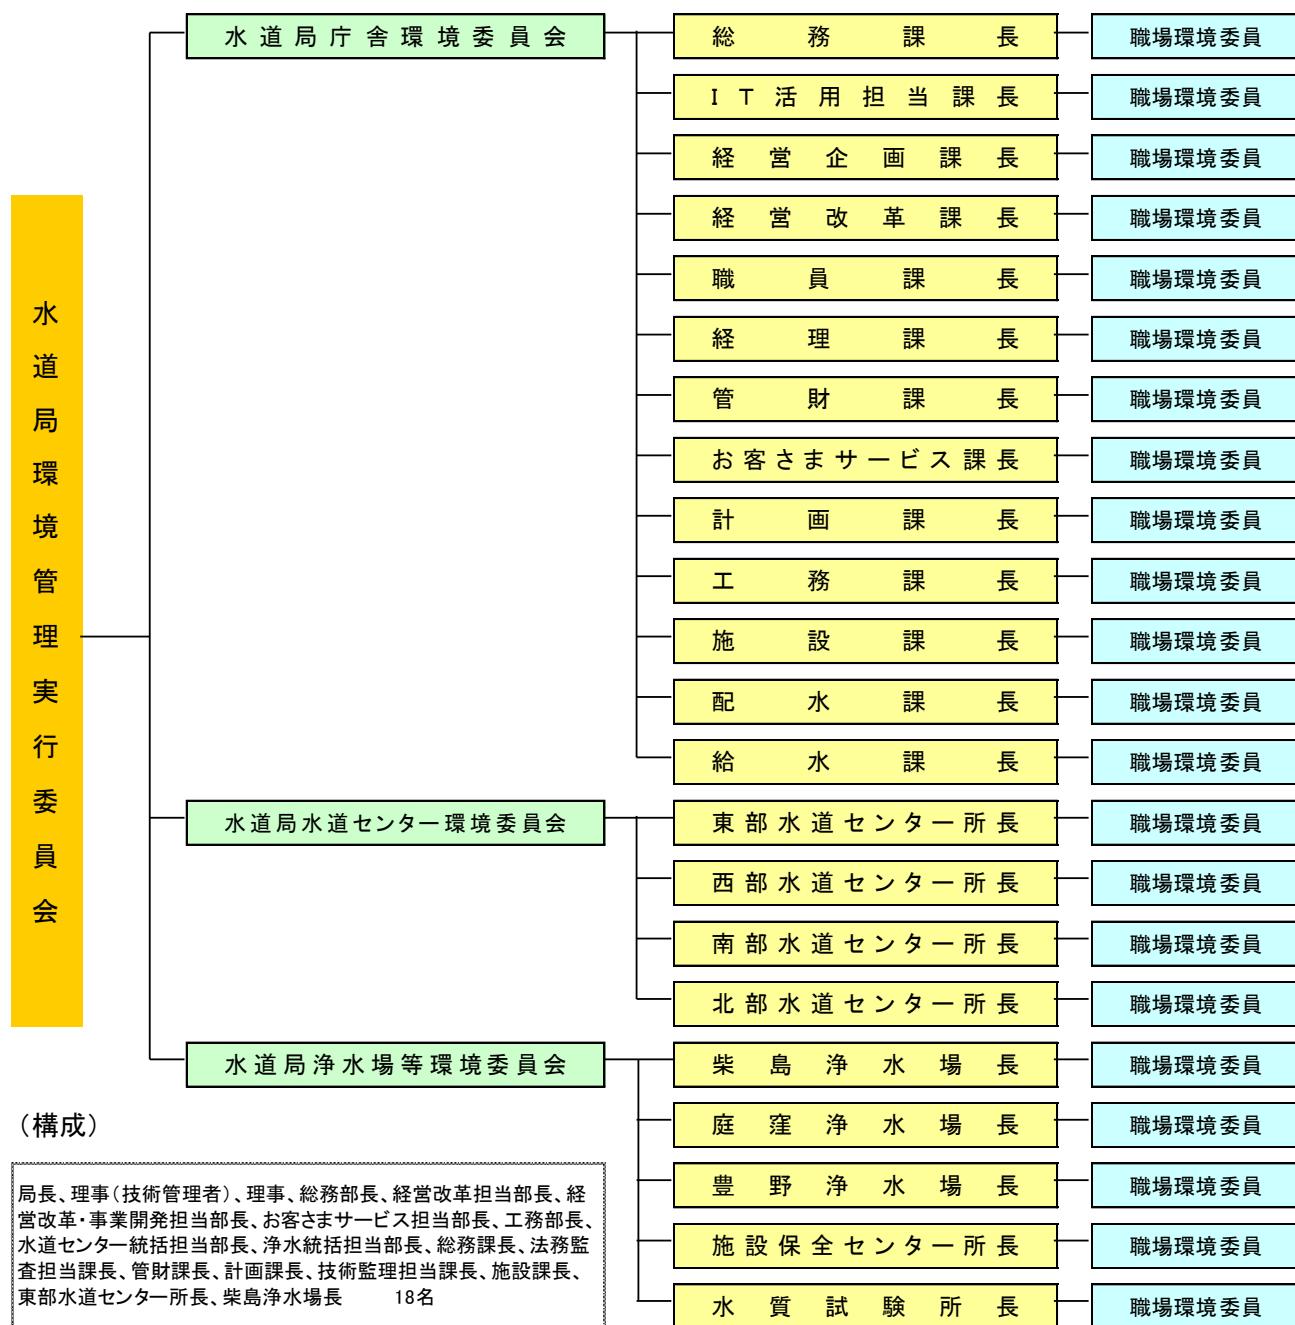 水道局環境管理実行委員会
水道局庁舎環境委員会
総務課長 職場環境委員
IT活用担当課長 職場環境委員
経営企画課長 職場環境委員
経営改革課長 職場環境委員
職員課長 職場環境委員
経理課長 職場環境委員
管財課長 職場環境委員
お客さまサービス課長 職場環境委員
計画課長 職場環境委員
工務課長 職場環境委員
施設課長 職場環境委員
配水課長 職場環境委員
給水課長 職場環境委員
水道局水道センター環境委員会
東部水道センター所長 職場環境委員
西部水道センター所長 職場環境委員
南部水道センター所長 職場環境委員
北部水道センター所長 職場環境委員
水道局浄水場等環境委員会
柴島浄水場長 職場環境委員
庭窪浄水場長 職場環境委員
豊野浄水場長 職場環境委員
施設保全センター所長 職場環境委員
水質試験所長 職場環境委員
（構成）
局長、理事（技術管理者）、理事、総務部長、経営改革担当部長、経
営改革・事業開発担当部長、お客さまサービス担当部長、工務部長、
水道センター統括担当部長、浄水統括担当部長、総務課長、法務監
査担当課長、管財課長、計画課長、技術監理担当課長、施設課長、
東部水道センター所長、柴島浄水場長　　18名